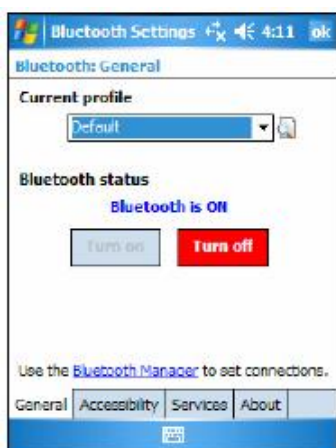 Bluetooth Settings 4:11 ok
Bluetooth: General
Current profile
Default
Bluetooth status
Bluetooth is ON
Turn on Turn off
Use the Bluetooth Manager to set connections.
General Accessibility Services About